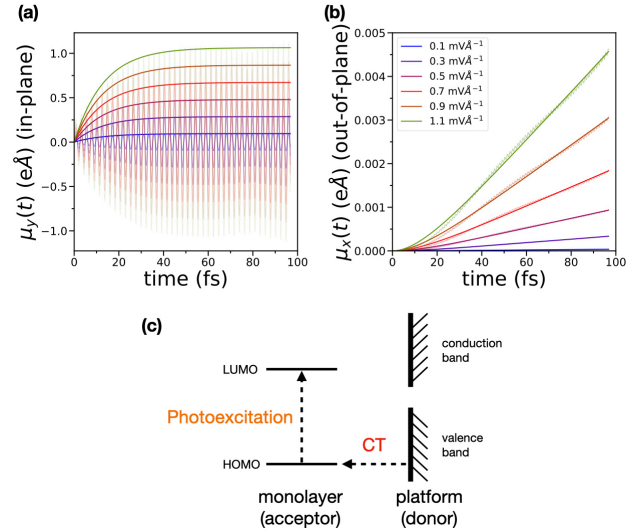 (a)
1.0
0.5
0.0
−0.5
−1.0
μy(t) (eÅ) (in-plane)
0 20 40 60 80 100
time (fs)
(b)
0.005
0.004
0.003
0.002
0.001
0.000
μx(t) (eÅ) (out-of-plane)
0.1 mVÅ⁻¹
0.3 mVÅ⁻¹
0.5 mVÅ⁻¹
0.7 mVÅ⁻¹
0.9 mVÅ⁻¹
1.1 mVÅ⁻¹
0 20 40 60 80 100
time (fs)
(c)
LUMO
conduction
band
Photoexcitation
CT
valence
band
HOMO
monolayer
(acceptor)
platform
(donor)